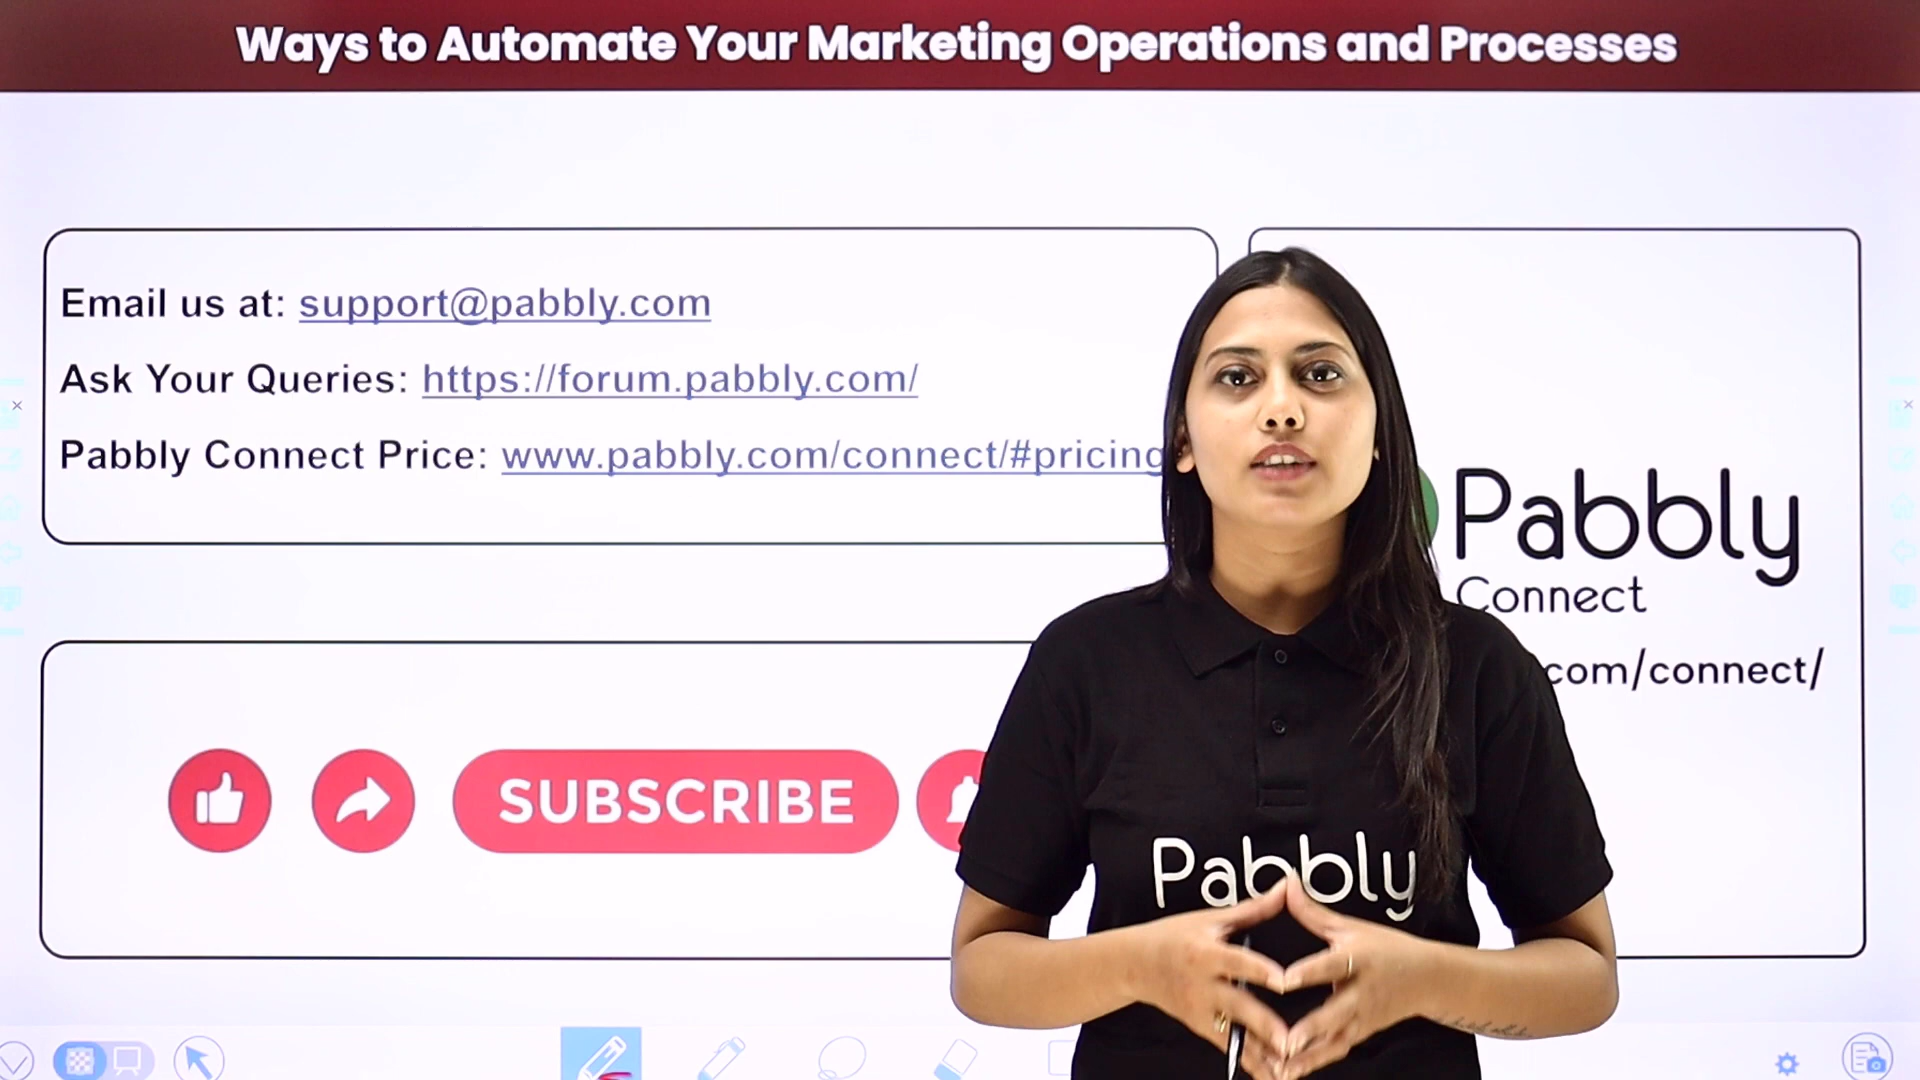 Ways to Automate Your Marketing Operations and Processes
Email us at: support@pabbly.com
Ask Your Queries: https://forum.pabbly.com/
Pabbly Connect Price: www.pabbly.com/connect/#pricing
Pabbly
Connect
.com/connect/
SUBSCRIBE
Pabbly